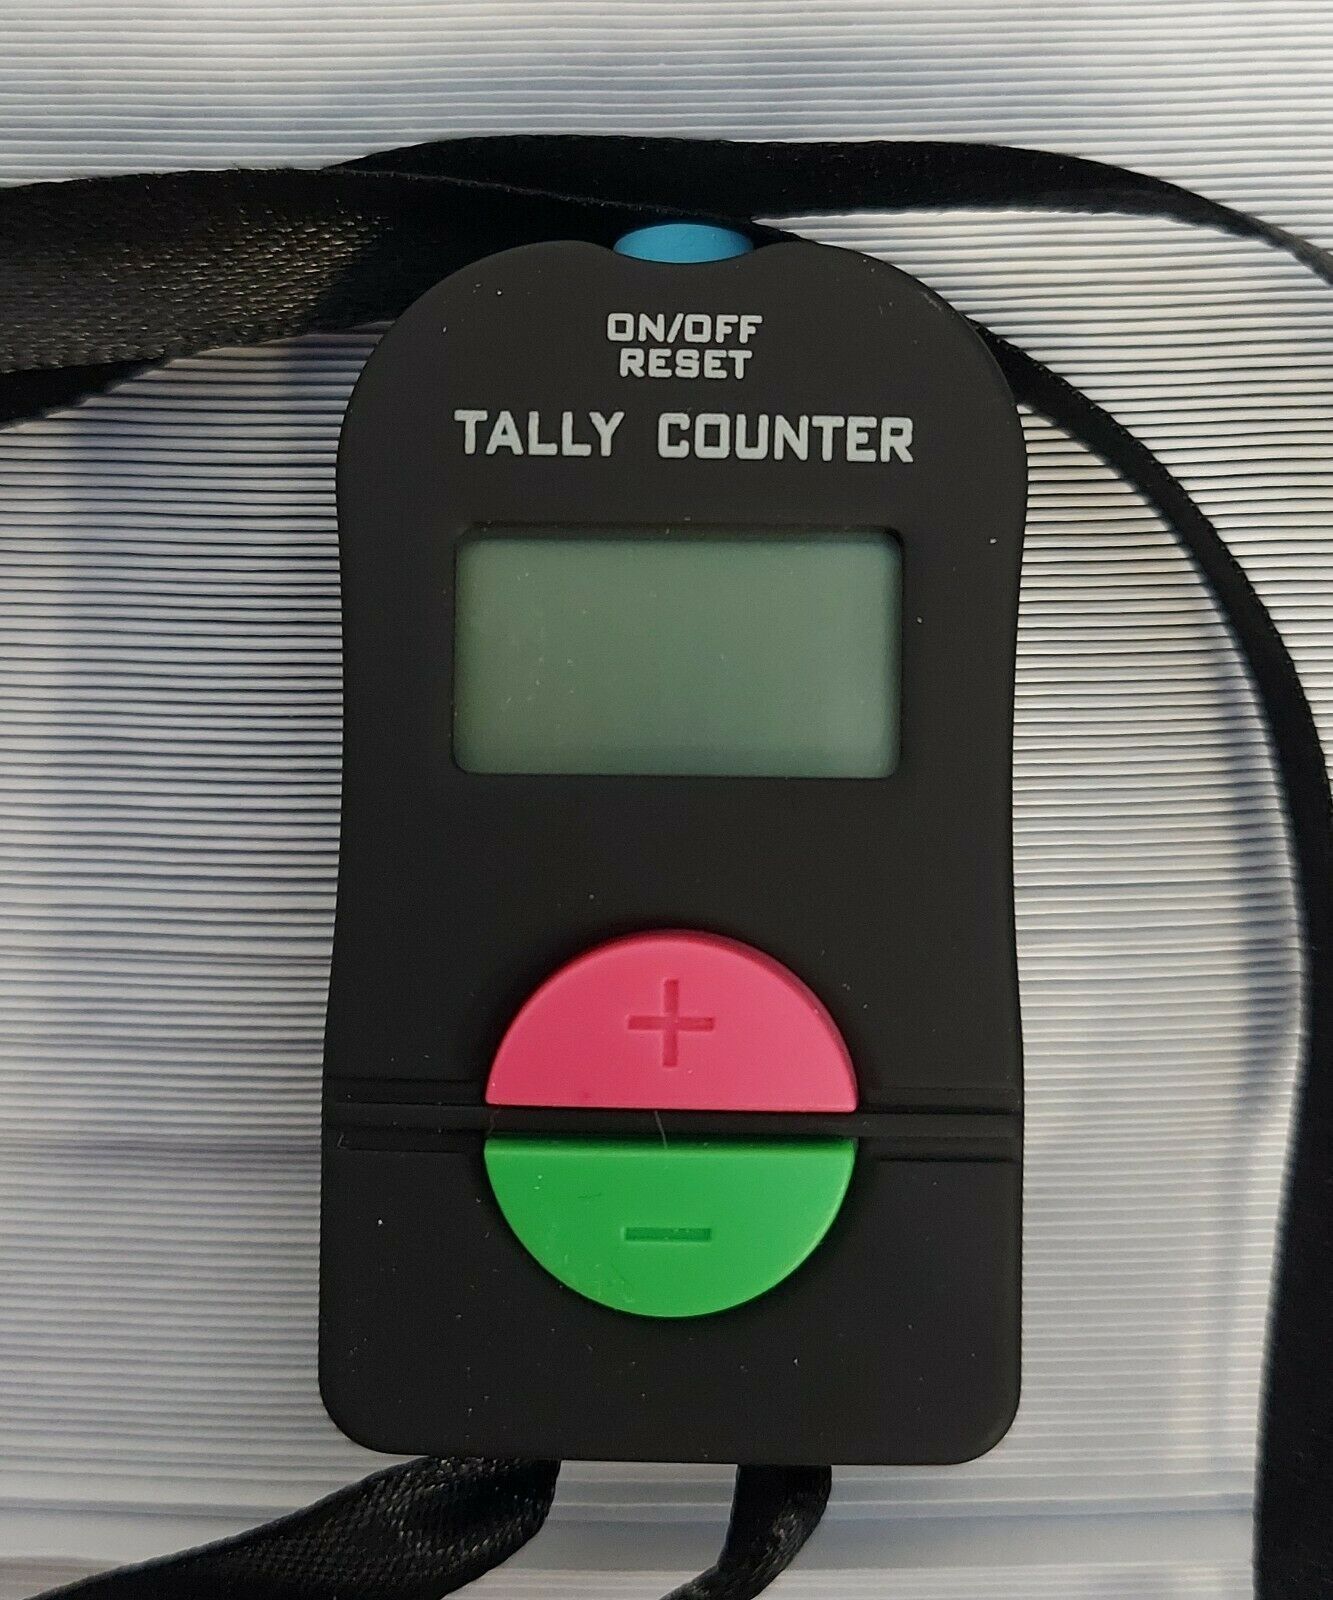 ON/OFF
RESET
TALLY COUNTER
+
-